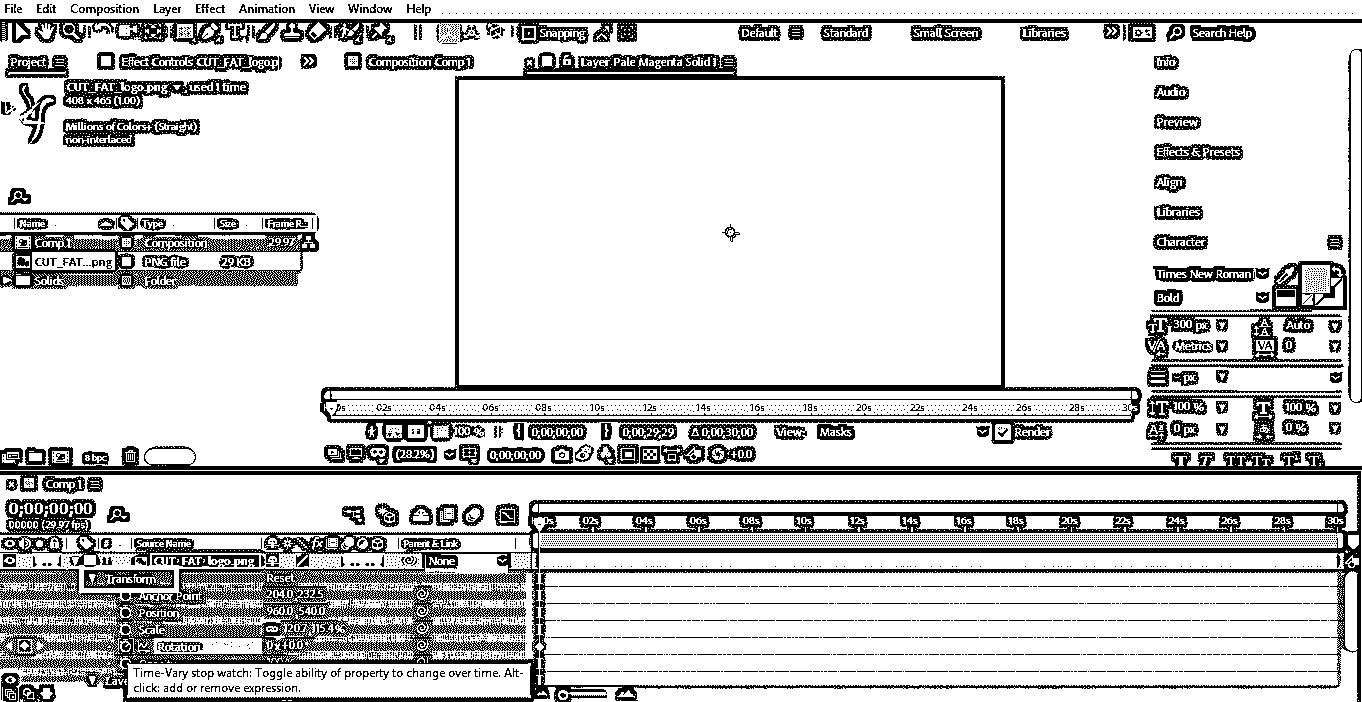 File Edit Composition Layer Effect Animation View Window Help
Snapping Default Standard Small Screen Libraries Search Help
Project Effect Controls CUT_FAT_logo.p Composition Comp 1 Layer Pale Magenta Solid 1
CUT_FAT_logo.png , used 1 time
408 x 465 (1.00)
Millions of Colors+ (Straight)
non-interlaced
Info
Audio
Preview
Effects & Presets
Align
Libraries
Character
Times New Roman
Bold
300 px Auto
Metrics 0
px
100 % 100 %
0 px 0 %
Name Type Size Frame R...
Comp 1 Composition 29.97
CUT_FAT...png PNG file 29 KB
Solids Folder
0s 02s 04s 06s 08s 10s 12s 14s 16s 18s 20s 22s 24s 26s 28s 30
100 % 0;00;00;00 0;00;29;29 Δ 0;00;30;00 View: Masks Render
8 bpc (28.2%) 0;00;00;00 +0.0
Comp 1
0;00;00;00
00000 (29.97 fps)
02s 04s 06s 08s 10s 12s 14s 16s 18s 20s 22s 24s 26s 28s 30s
# Source Name Parent & Link
CUT_FAT_logo.png None
Transform Reset
Anchor Point 204.0, 232.5
Position 960.0, 540.0
Scale
Rotation 0 x +0.0
Time-Vary stop watch: Toggle ability of property to change over time. Alt-
click: add or remove expression.